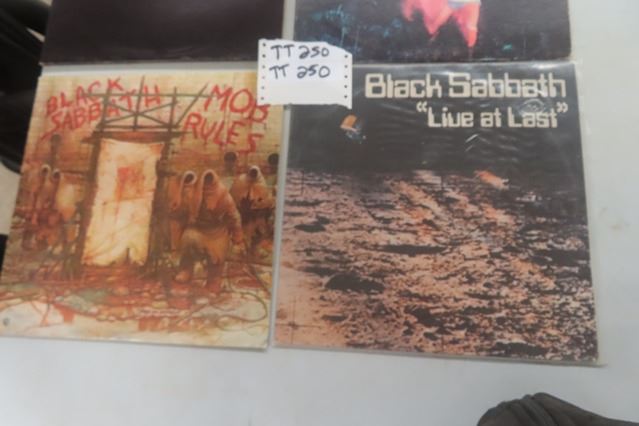 TT 250
TT 250
BLACK
SABBATH
MOB
RULES
Black Sabbath
"Live at Last"